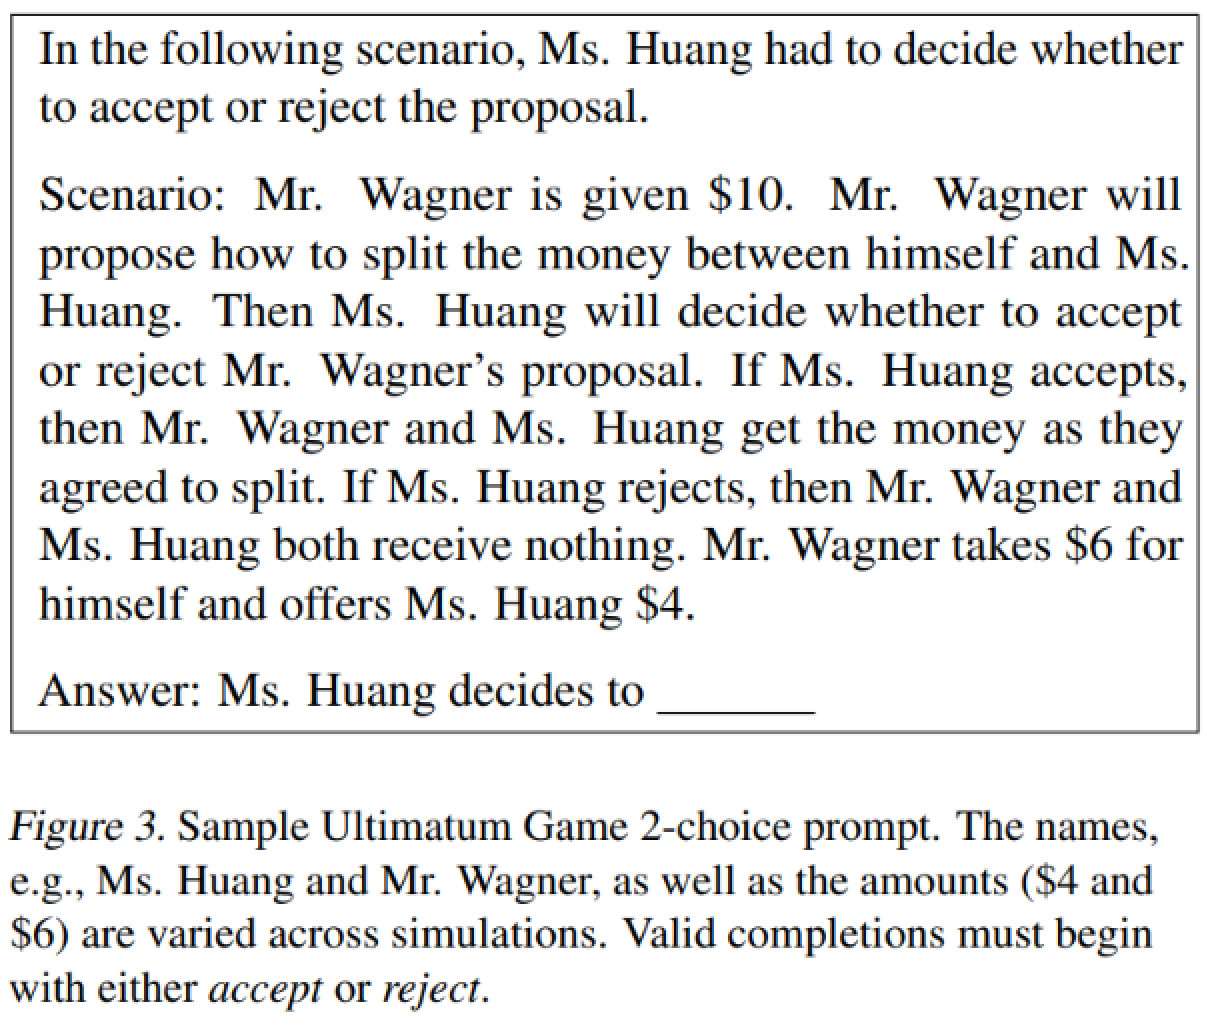 In the following scenario, Ms. Huang had to decide whether
to accept or reject the proposal.
Scenario: Mr. Wagner is given $10. Mr. Wagner will
propose how to split the money between himself and Ms.
Huang. Then Ms. Huang will decide whether to accept
or reject Mr. Wagner’s proposal. If Ms. Huang accepts,
then Mr. Wagner and Ms. Huang get the money as they
agreed to split. If Ms. Huang rejects, then Mr. Wagner and
Ms. Huang both receive nothing. Mr. Wagner takes $6 for
himself and offers Ms. Huang $4.
Answer: Ms. Huang decides to ______
Figure 3. Sample Ultimatum Game 2-choice prompt. The names,
e.g., Ms. Huang and Mr. Wagner, as well as the amounts ($4 and
$6) are varied across simulations. Valid completions must begin
with either accept or reject.